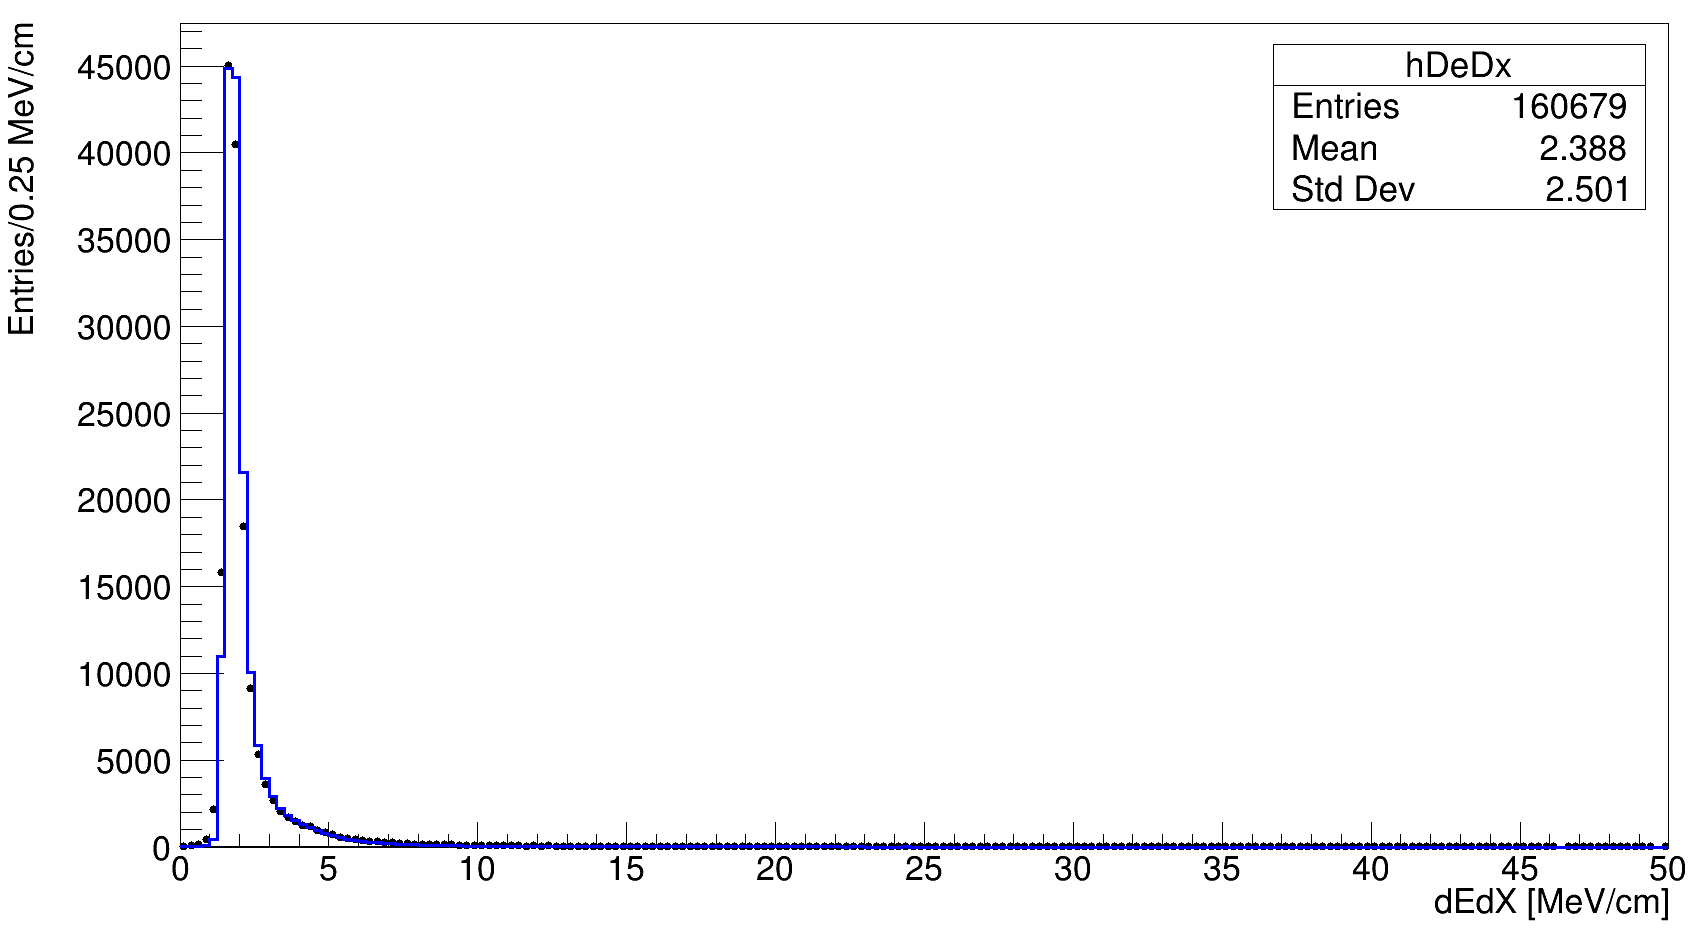 Entries/0.25 MeV/cm
45000
40000
35000
30000
25000
20000
15000
10000
5000
0
hDeDx
Entries 160679
Mean 2.388
Std Dev 2.501
0 5 10 15 20 25 30 35 40 45 50
dEdX [MeV/cm]